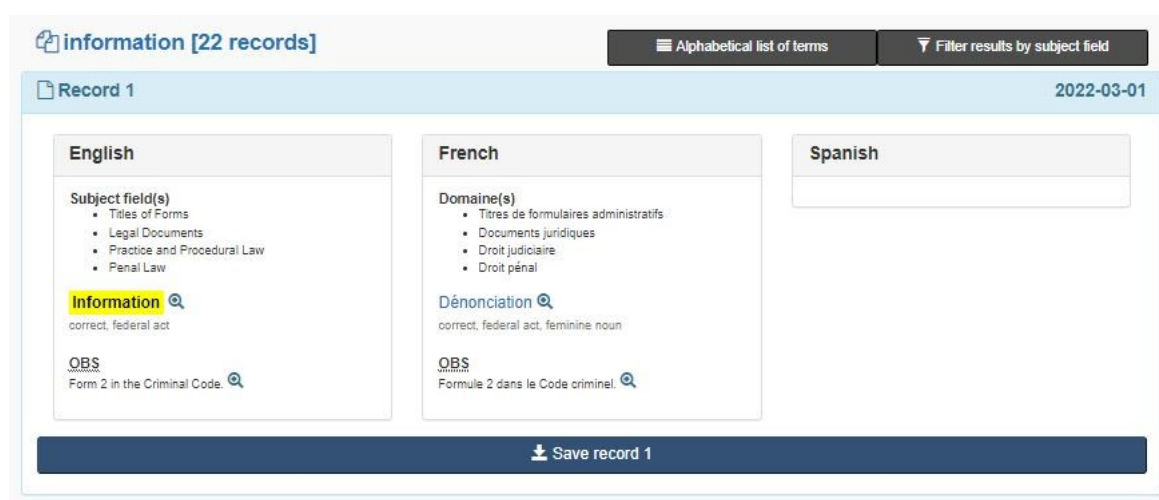 information [22 records]
Alphabetical list of terms
Filter results by subject field
Record 1
2022-03-01
English
Subject field(s)
Titles of Forms
Legal Documents
Practice and Procedural Law
Penal Law
Information
correct, federal act
OBS
Form 2 in the Criminal Code.
French
Domaine(s)
Titres de formulaires administratifs
Documents juridiques
Droit judiciaire
Droit pénal
Dénonciation
correct, federal act, feminine noun
OBS
Formule 2 dans le Code criminel.
Spanish
Save record 1